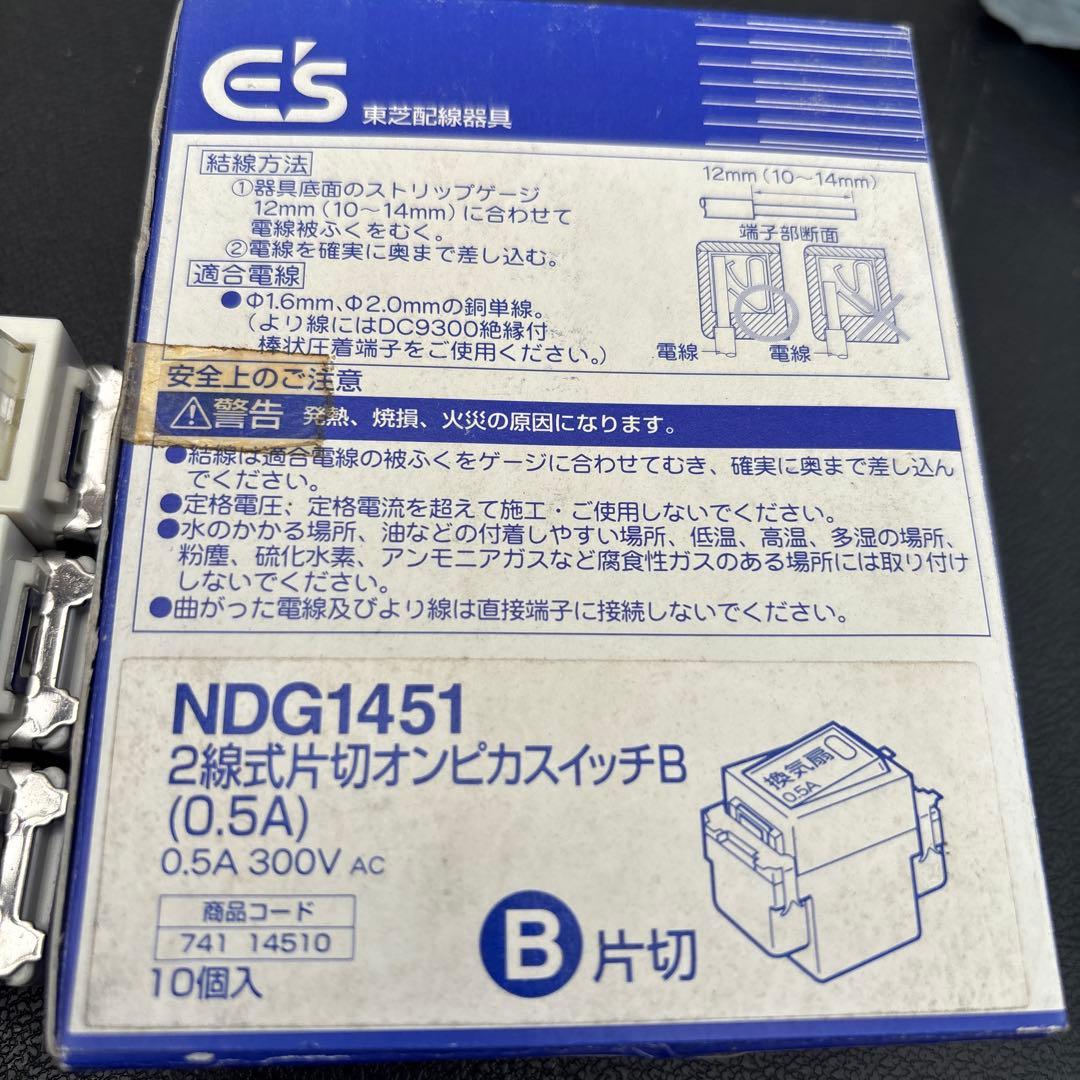 E's 東芝配線器具
結線方法
①器具底面のストリップゲージ
12mm(10～14mm)に合わせて
電線被ふくをむく。
②電線を確実に奥まで差し込む。
適合電線
●Φ1.6mm、Φ2.0mmの銅単線。
(より線にはDC9300絶縁付
棒状圧着端子をご使用ください。)
12mm(10～14mm)
端子部断面
電線 電線
安全上のご注意
⚠警告 発熱、焼損、火災の原因になります。
●結線は適合電線の被ふくをゲージに合わせてむき、確実に奥まで差し込ん
でください。
●定格電圧；定格電流を超えて施工・ご使用しないでください。
●水のかかる場所、油などの付着しやすい場所、低温、高温、多湿の場所、
粉塵、硫化水素、アンモニアガスなど腐食性ガスのある場所には取り付け
しないでください。
●曲がった電線及びより線は直接端子に接続しないでください。
NDG1451
2線式片切オンピカスイッチB
(0.5A)
0.5A 300V AC
商品コード
741 14510
10個入
B 片切
換気扇
0.5A